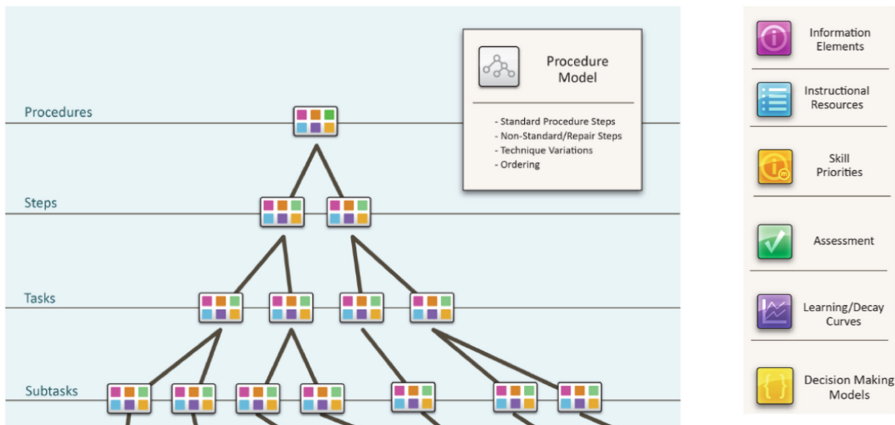 Procedures
Steps
Tasks
Subtasks
Procedure
Model
- Standard Procedure Steps
- Non-Standard/Repair Steps
- Technique Variations
- Ordering
Information
Elements
Instructional
Resources
Skill
Priorities
Assessment
Learning/Decay
Curves
Decision Making
Models